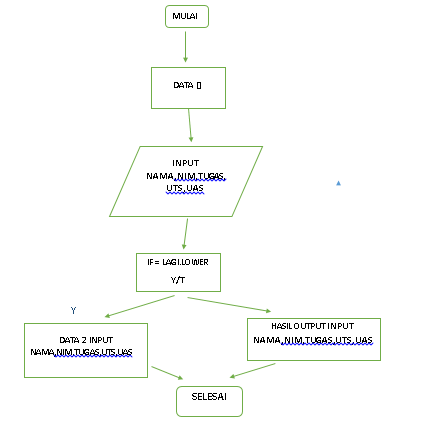 MULAI
DATA []
INPUT
NAMA,NIM,TUGAS,
UTS,UAS
IF = LAGI.LOWER
Y/T
Y
DATA 2 INPUT
NAMA,NIM,TUGAS,UTS,UAS
HASIL OUTPUT INPUT
NAMA,NIM,TUGAS,UTS,UAS
SELESAI